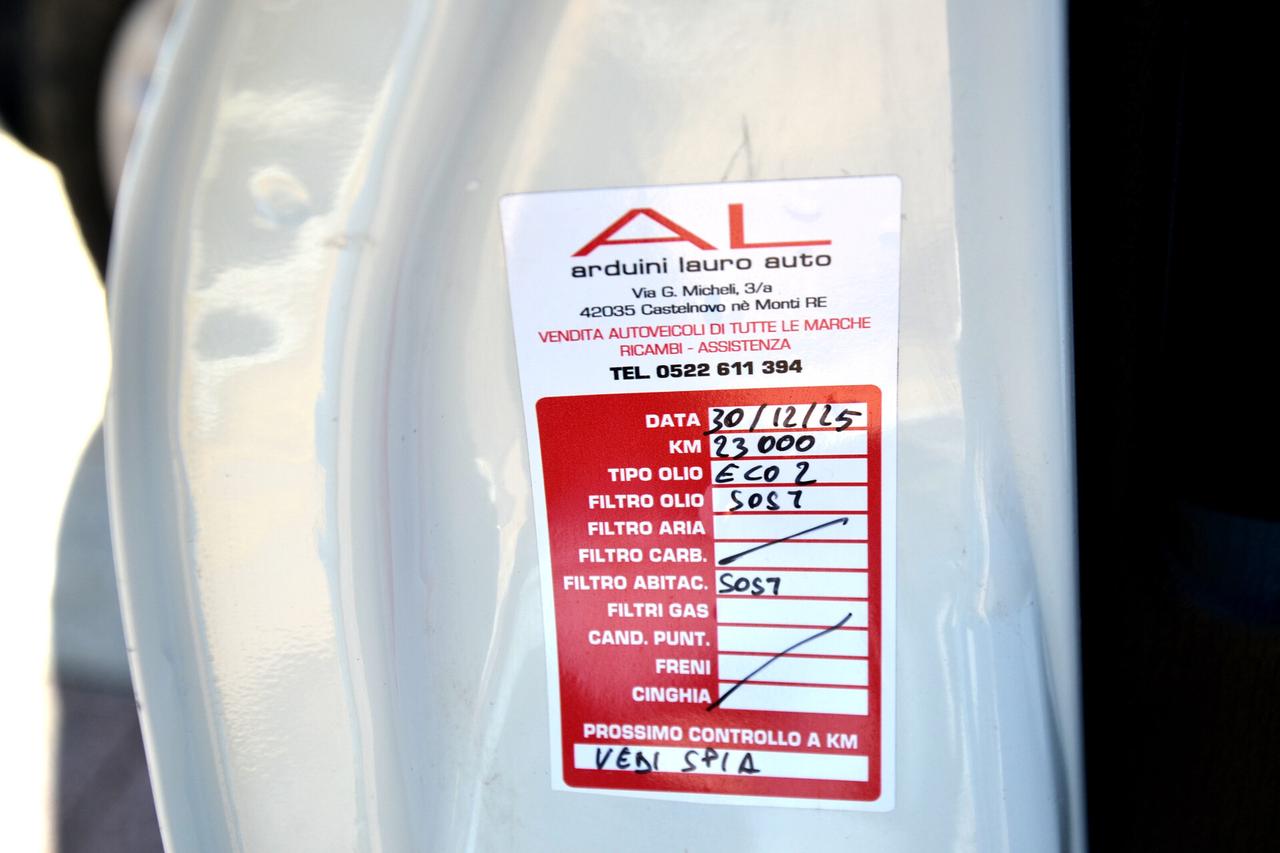 AL
arduini lauro auto
Via G. Micheli, 3/a
42035 Castelnovo nè Monti RE
VENDITA AUTOVEICOLI DI TUTTE LE MARCHE
RICAMBI - ASSISTENZA
TEL. 0522 611 394
DATA 30/12/25
KM 23000
TIPO OLIO ECO 2
FILTRO OLIO SOST
FILTRO ARIA
FILTRO CARB.
FILTRO ABITAC. SOST
FILTRI GAS
CAND. PUNT.
FRENI
CINGHIA
PROSSIMO CONTROLLO A KM
VEDI SPIA